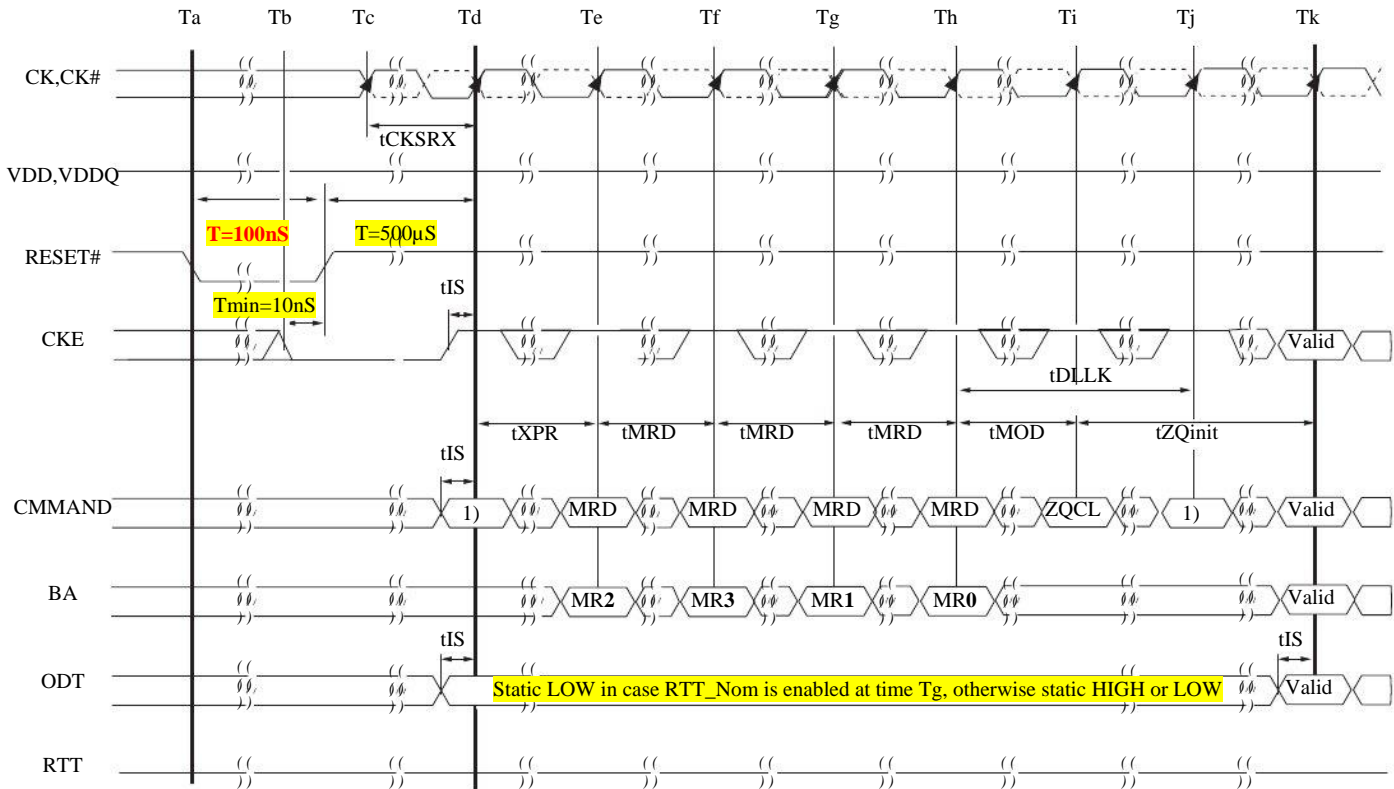 Ta Tb Tc Td Te Tf Tg Th Ti Tj Tk
CK,CK#
tCKSRX
VDD,VDDQ
T=100nS T=500µS
RESET#
Tmin=10nS tIS
CKE Valid
tDLLK
tXPR tMRD tMRD tMRD tMOD tZQinit
tIS
CMMAND 1) MRD MRD MRD MRD ZQCL 1) Valid
BA MR2 MR3 MR1 MR0 Valid
tIS tIS
ODT Static LOW in case RTT_Nom is enabled at time Tg, otherwise static HIGH or LOW Valid
RTT